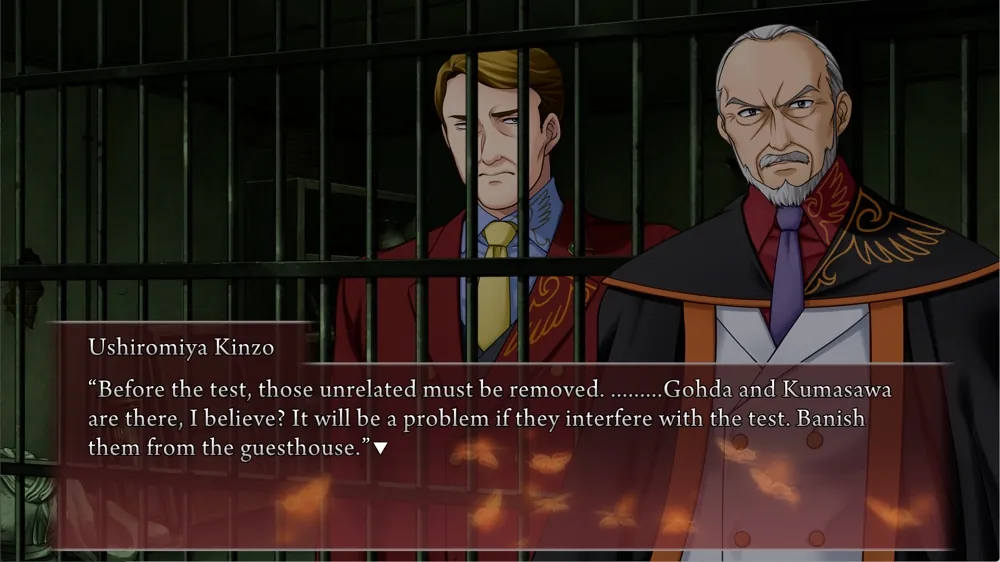 Ushiromiya Kinzo
“Before the test, those unrelated must be removed. .........Gohda and Kumasawa
are there, I believe? It will be a problem if they interfere with the test. Banish
them from the guesthouse.”▼